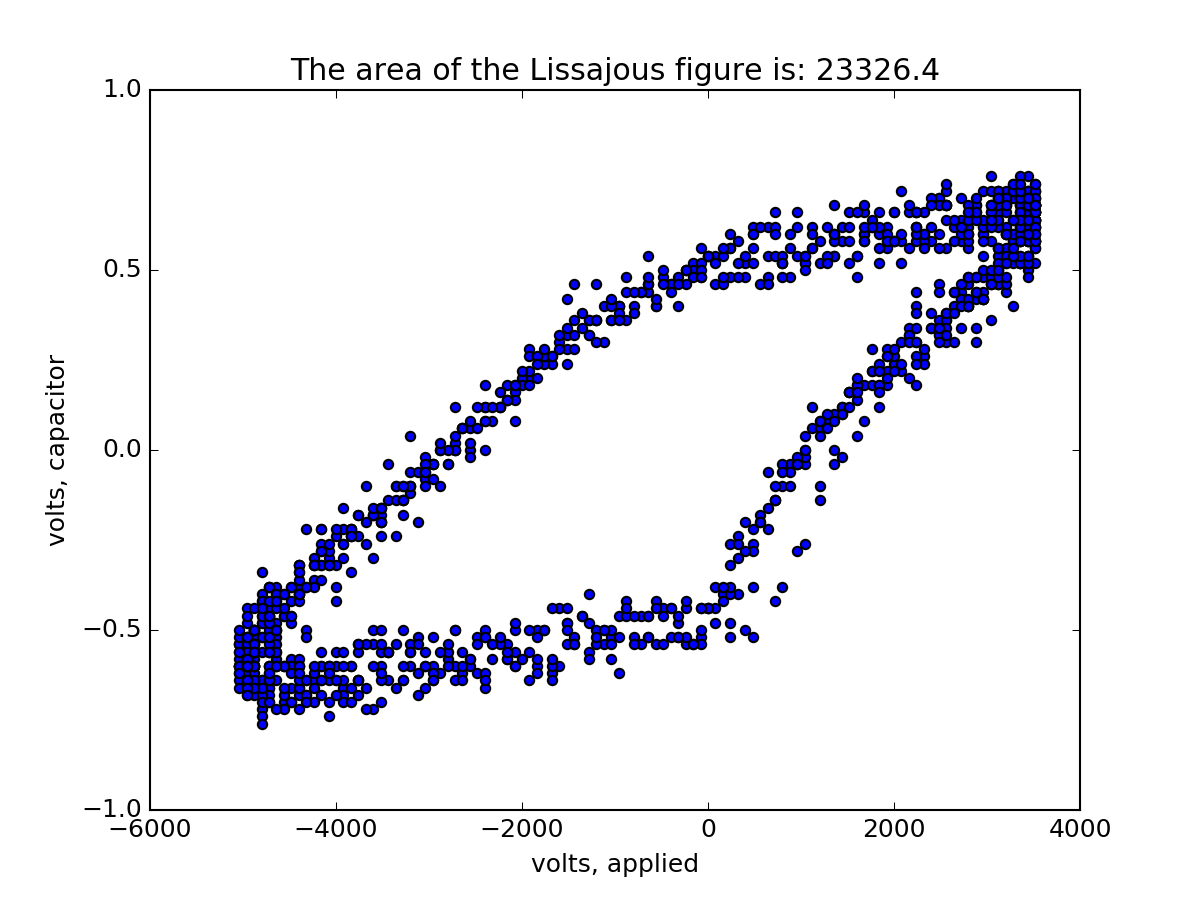 The area of the Lissajous figure is: 23326.4
1.0
0.5
0.0
−0.5
−1.0
volts, capacitor
−6000 −4000 −2000 0 2000 4000
volts, applied